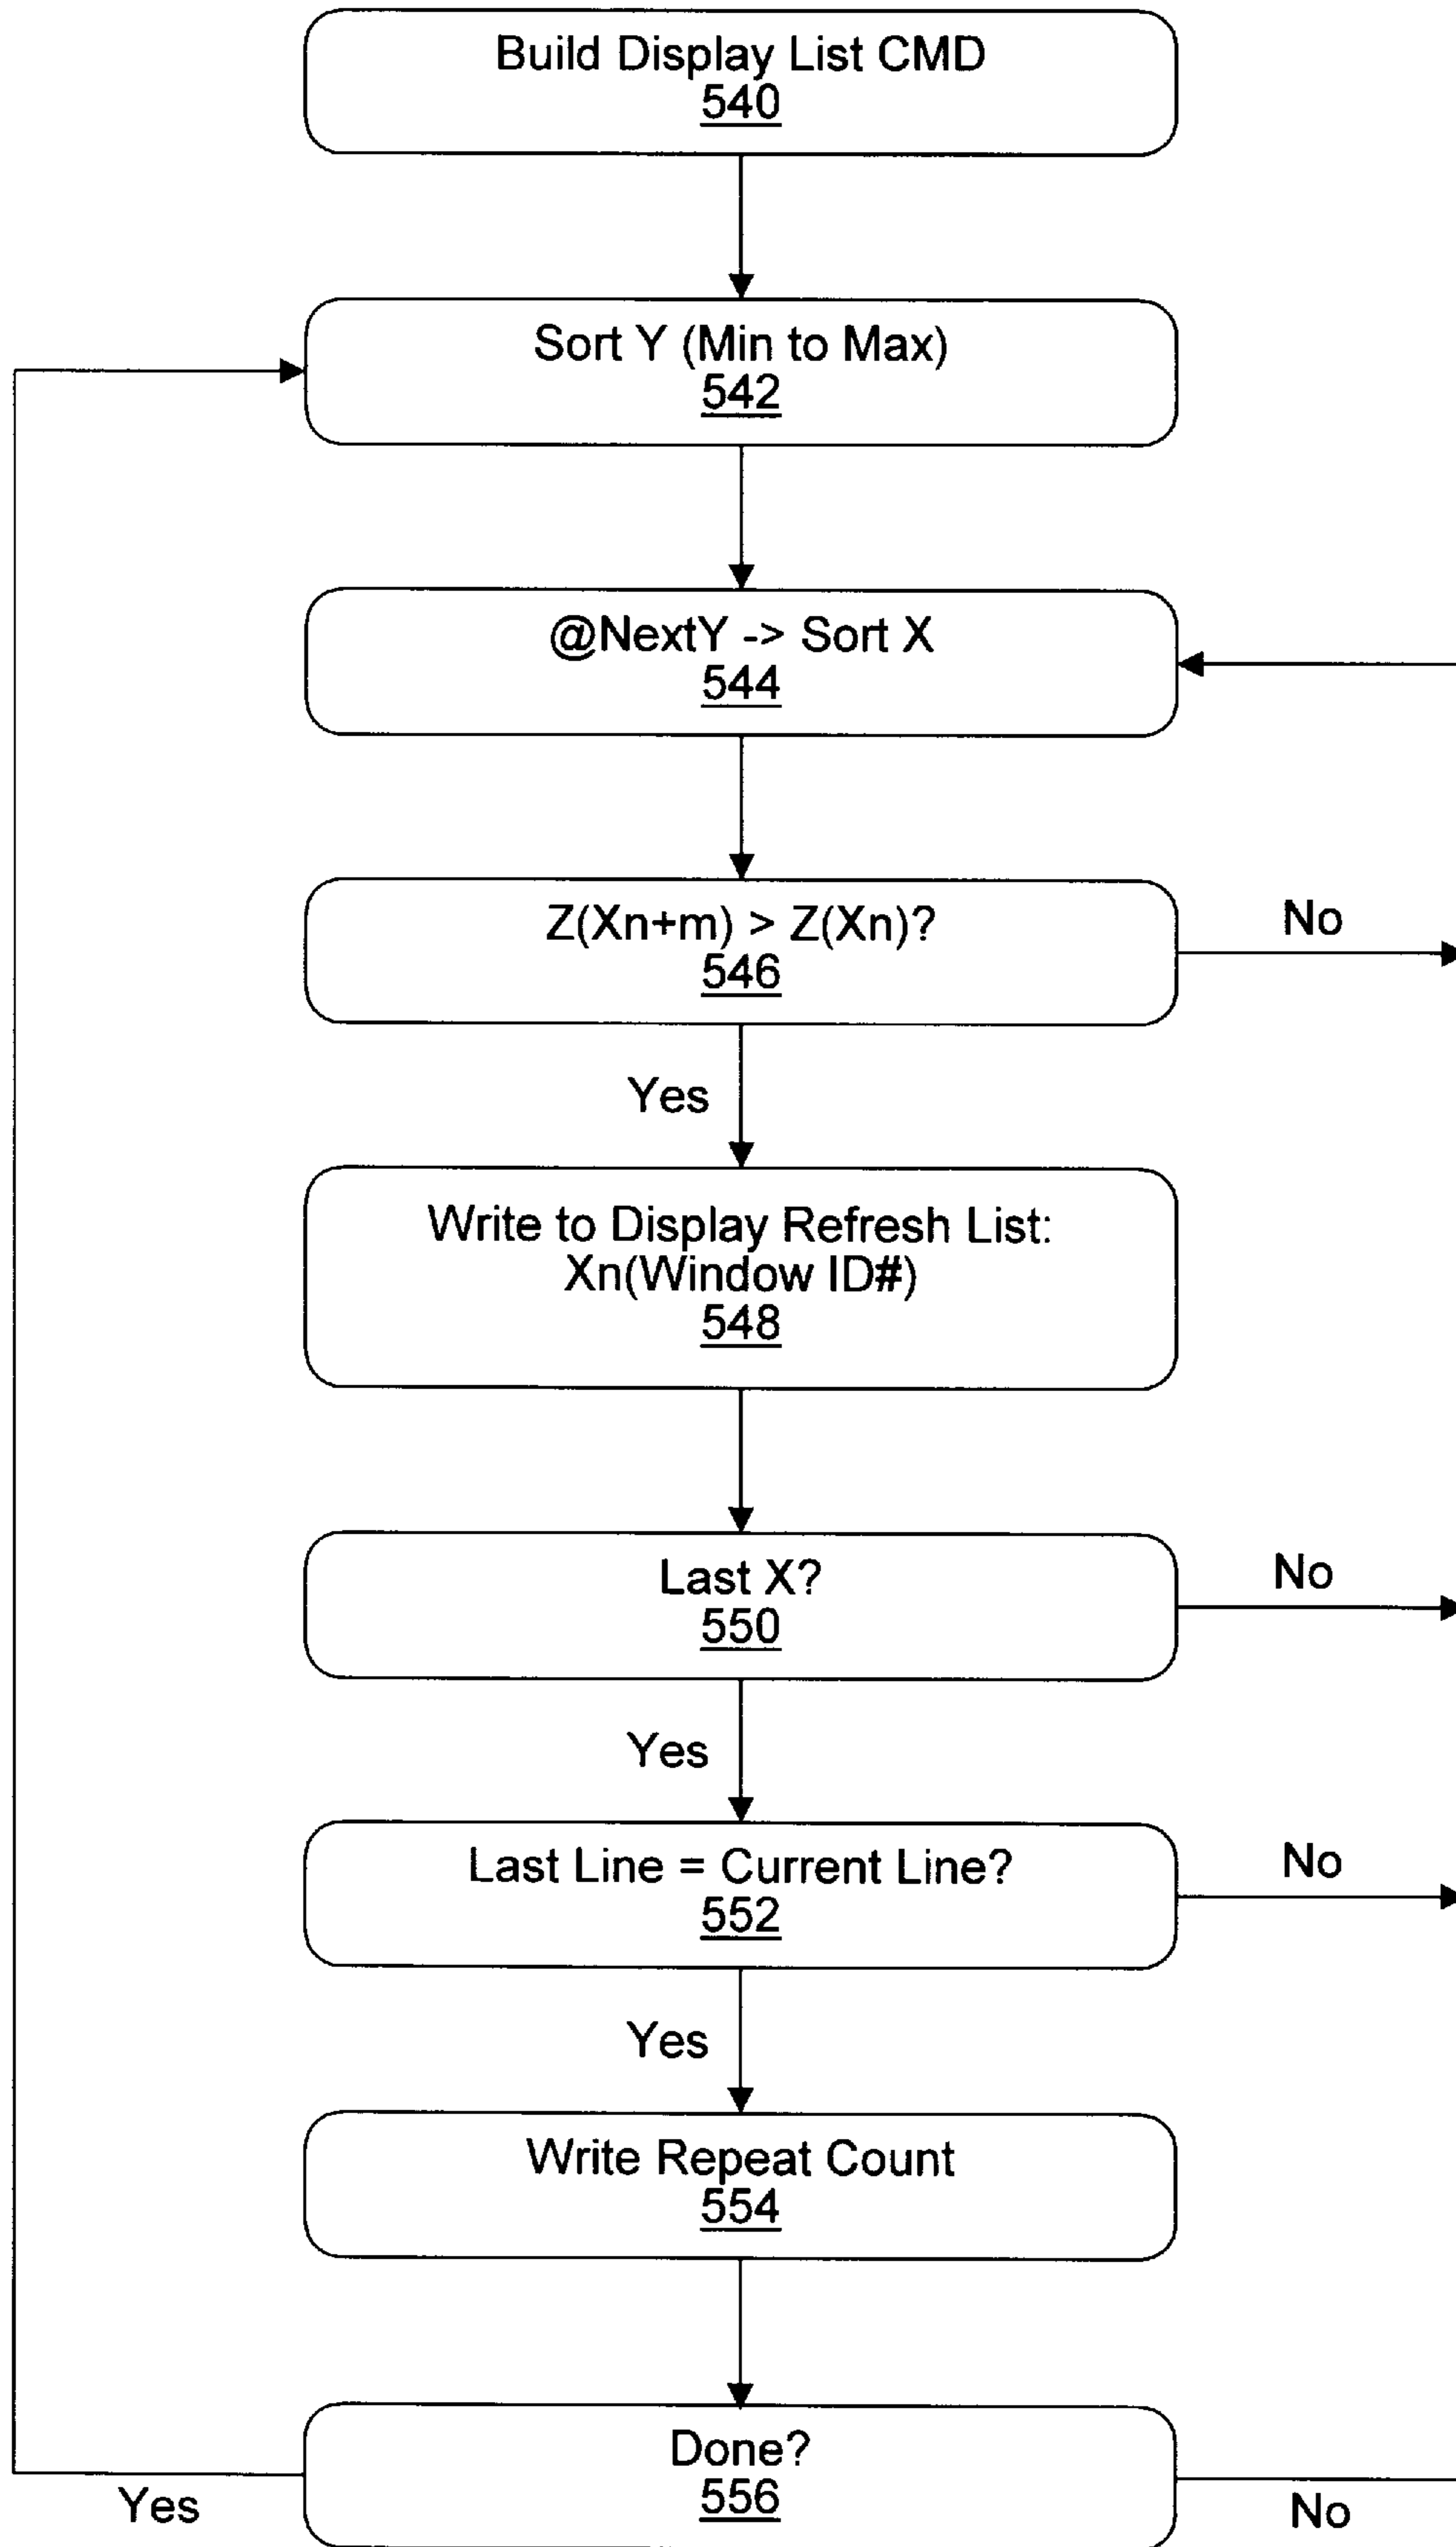 Build Display List CMD
540
Sort Y (Min to Max)
542
@NextY -> Sort X
544
Z(Xn+m) > Z(Xn)?
546
No
Yes
Write to Display Refresh List:
Xn(Window ID#)
548
Last X?
550
No
Yes
Last Line = Current Line?
552
No
Yes
Write Repeat Count
554
Done?
556
Yes
No